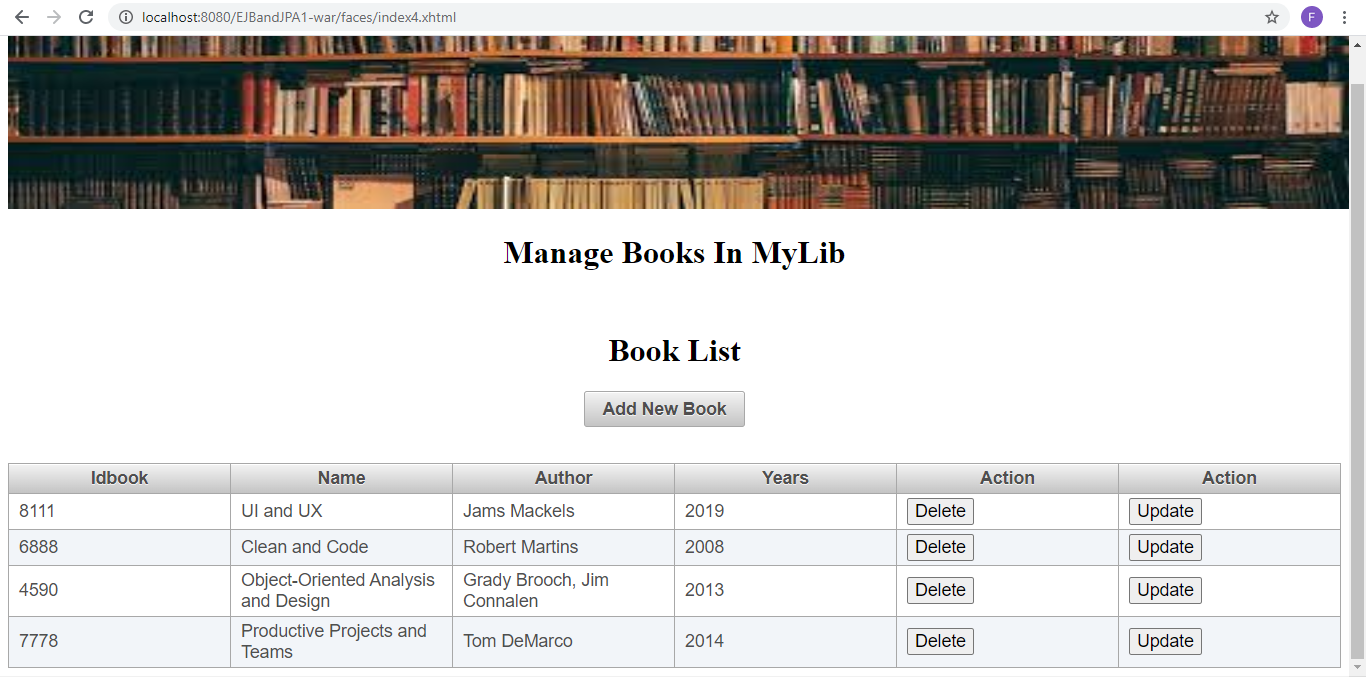 localhost:8080/EJBandJPA1-war/faces/index4.xhtml
F
Manage Books In MyLib
Book List
Add New Book
Idbook Name Author Years Action Action
8111 UI and UX Jams Mackels 2019 Delete Update
6888 Clean and Code Robert Martins 2008 Delete Update
4590 Object-Oriented Analysis and Design Grady Brooch, Jim Connalen 2013 Delete Update
7778 Productive Projects and Teams Tom DeMarco 2014 Delete Update